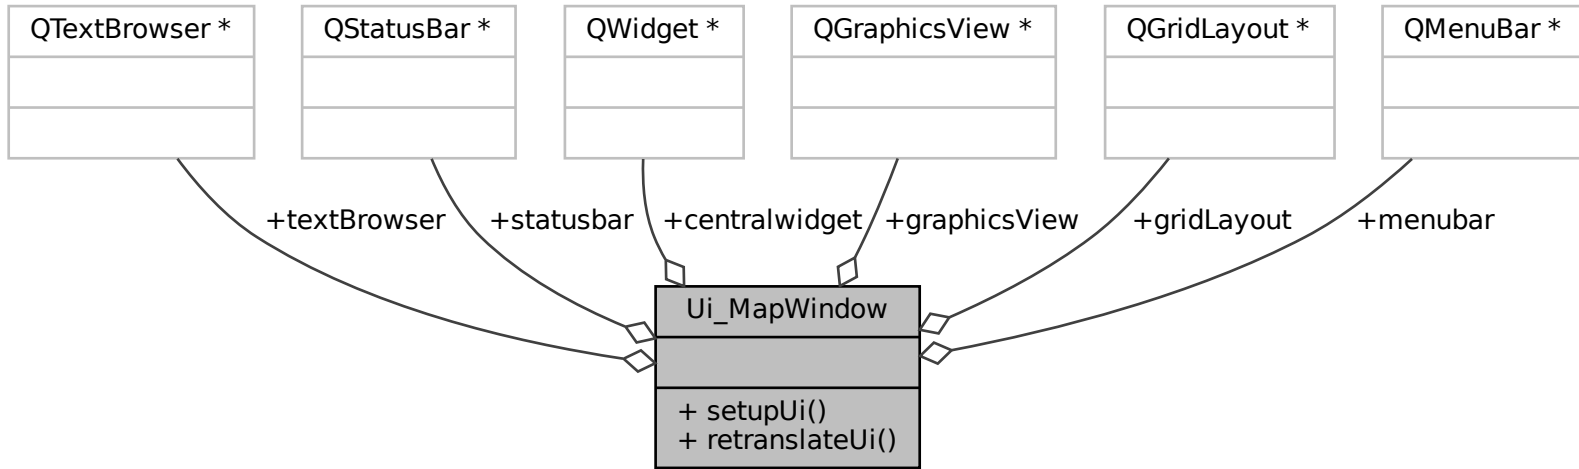 QTextBrowser *
QStatusBar *
QWidget *
QGraphicsView *
QGridLayout *
QMenuBar *
+textBrowser
+statusbar
+centralwidget
+graphicsView
+gridLayout
+menubar
Ui_MapWindow
+ setupUi()
+ retranslateUi()